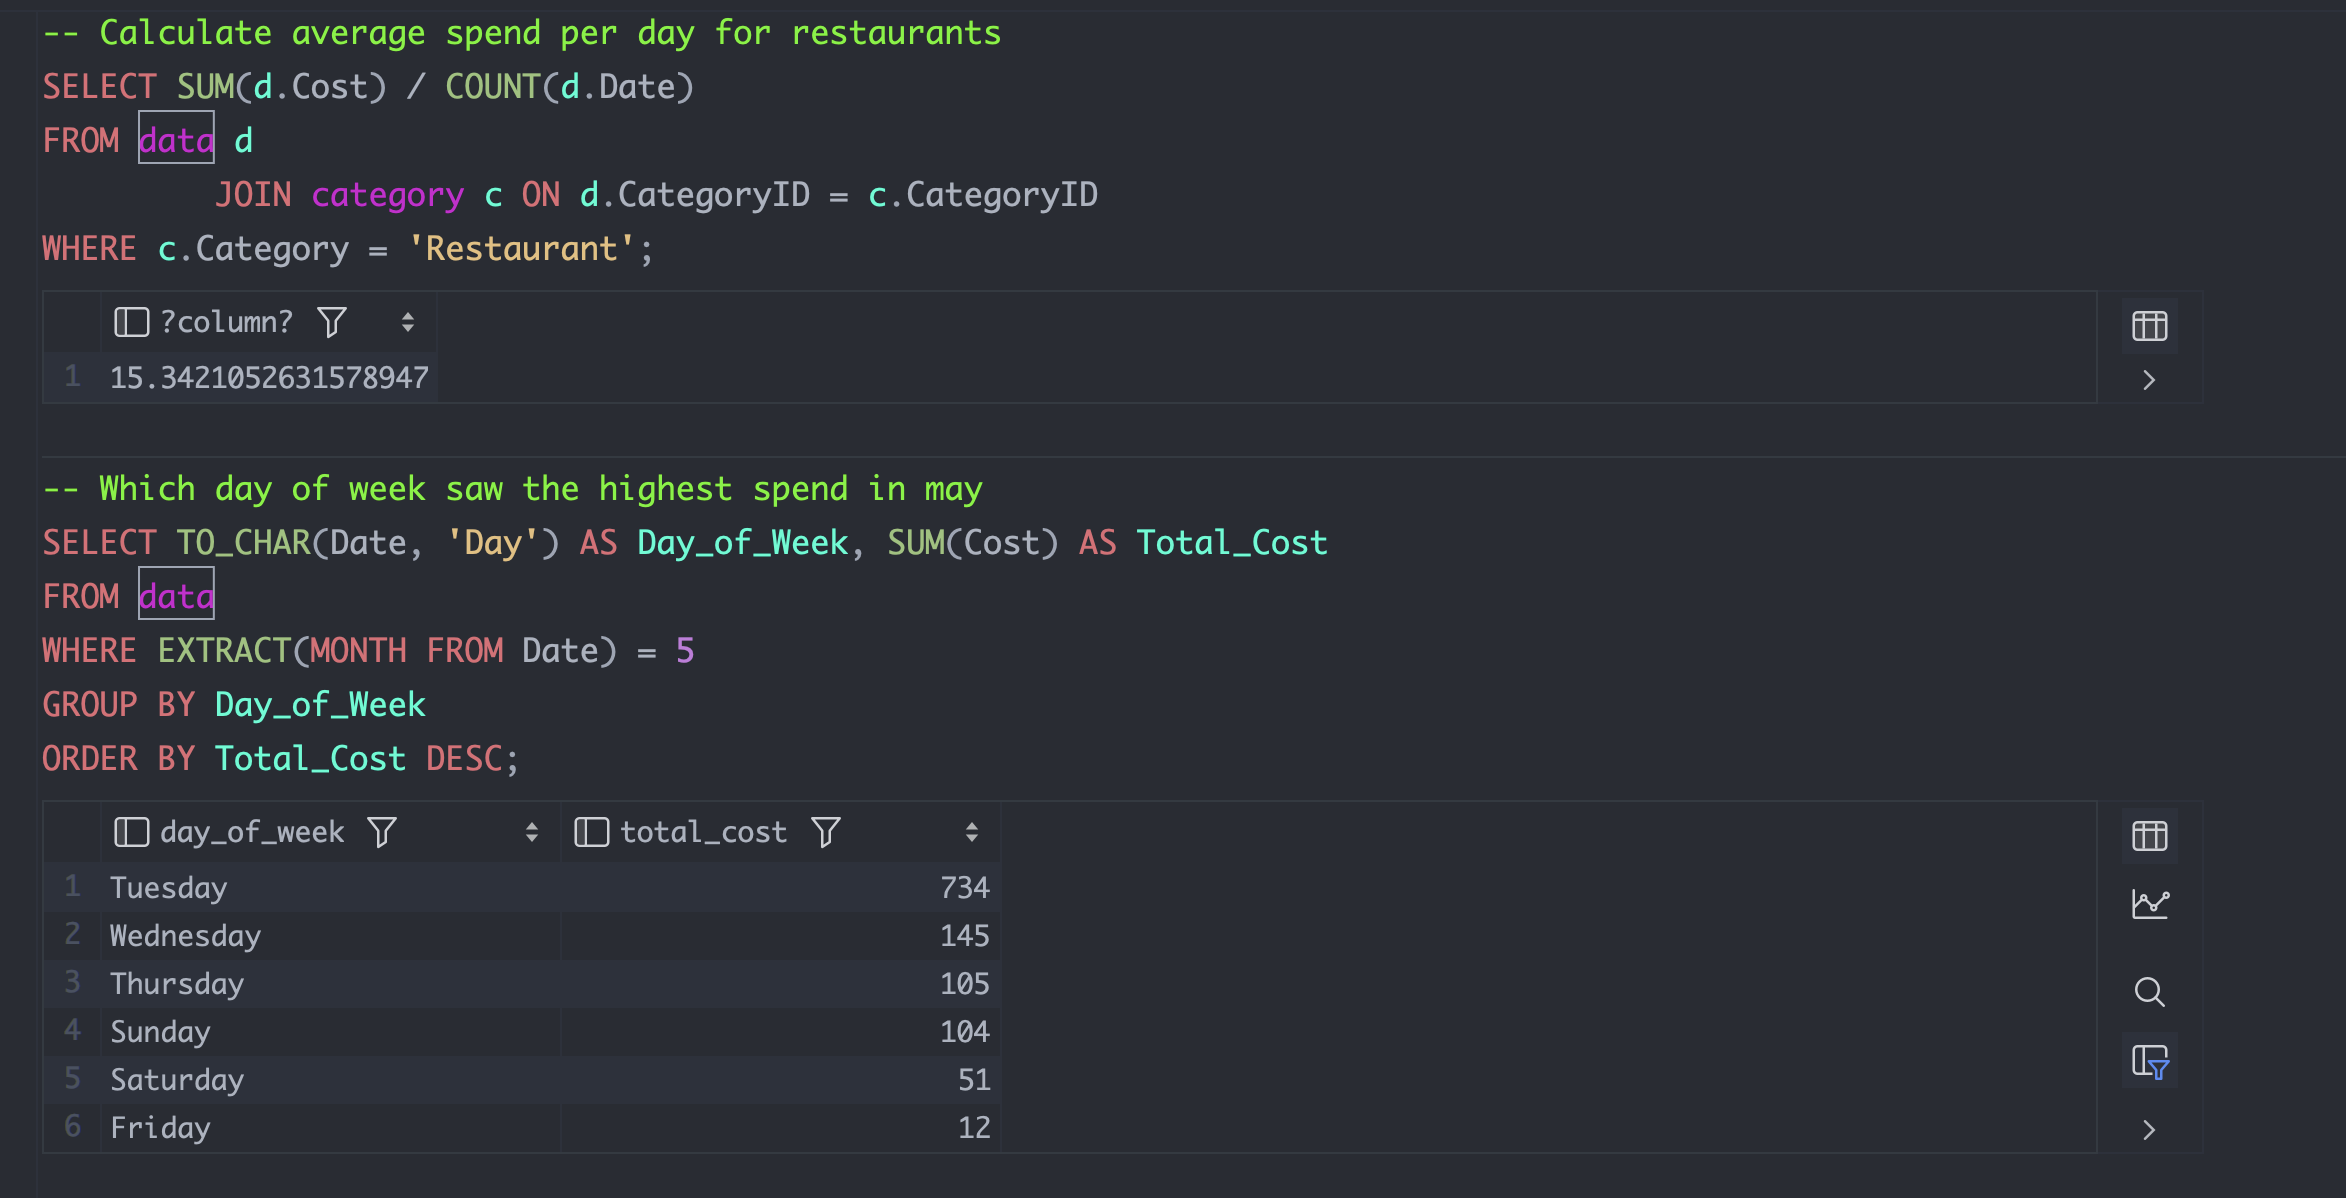 -- Calculate average spend per day for restaurants
SELECT SUM(d.Cost) / COUNT(d.Date)
FROM data d
JOIN category c ON d.CategoryID = c.CategoryID
WHERE c.Category = 'Restaurant';
?column?
1 15.3421052631578947
-- Which day of week saw the highest spend in may
SELECT TO_CHAR(Date, 'Day') AS Day_of_Week, SUM(Cost) AS Total_Cost
FROM data
WHERE EXTRACT(MONTH FROM Date) = 5
GROUP BY Day_of_Week
ORDER BY Total_Cost DESC;
day_of_week total_cost
1 Tuesday 734
2 Wednesday 145
3 Thursday 105
4 Sunday 104
5 Saturday 51
6 Friday 12